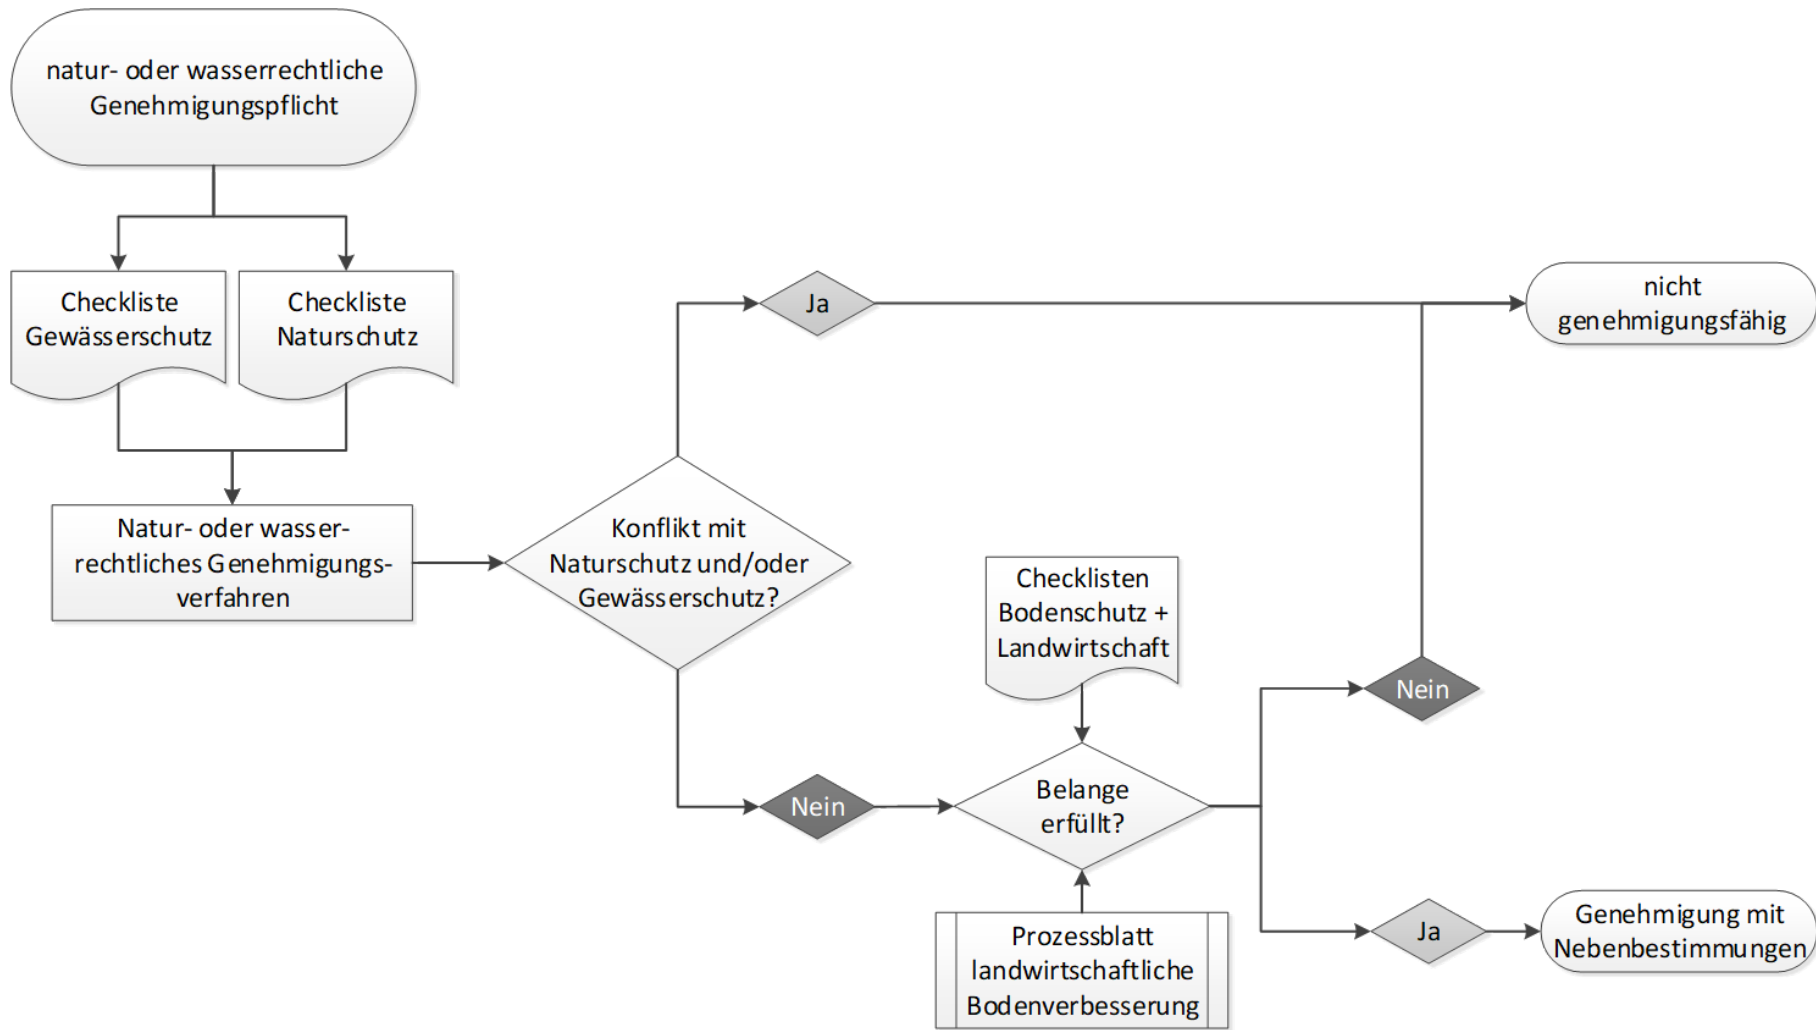 natur- oder wasserrechtliche
Genehmigungspflicht
Checkliste
Gewässerschutz
Checkliste
Naturschutz
Natur- oder wasser-
rechtliches Genehmigungs-
verfahren
Konflikt mit
Naturschutz und/oder
Gewässerschutz?
Ja
nicht
genehmigungsfähig
Nein
Checklisten
Bodenschutz +
Landwirtschaft
Belange
erfüllt?
Prozessblatt
landwirtschaftliche
Bodenverbesserung
Nein
Ja
Genehmigung mit
Nebenbestimmungen